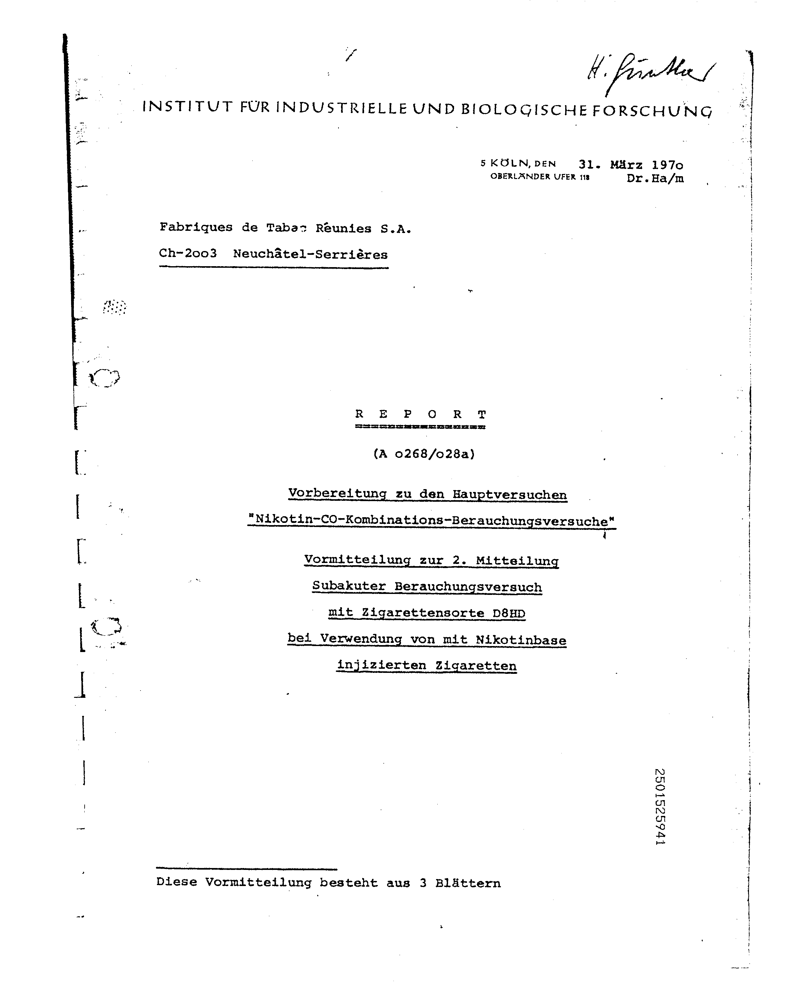 H. Günther
INSTITUT FÜR INDUSTRIELLE UND BIOLOGISCHE FORSCHUNG
5 KÖLN, DEN 31. März 197o
OBERLÄNDER UFER 118 Dr.Ha/m
Fabriques de Tabac Réunies S.A.
Ch-2oo3 Neuchâtel-Serrières
R E P O R T
(A o268/o28a)
Vorbereitung zu den Hauptversuchen
"Nikotin-CO-Kombinations-Berauchungsversuche"
Vormitteilung zur 2. Mitteilung
Subakuter Berauchungsversuch
mit Zigarettensorte D8HD
bei Verwendung von mit Nikotinbase
injizierten Zigaretten
2501525941
Diese Vormitteilung besteht aus 3 Blättern